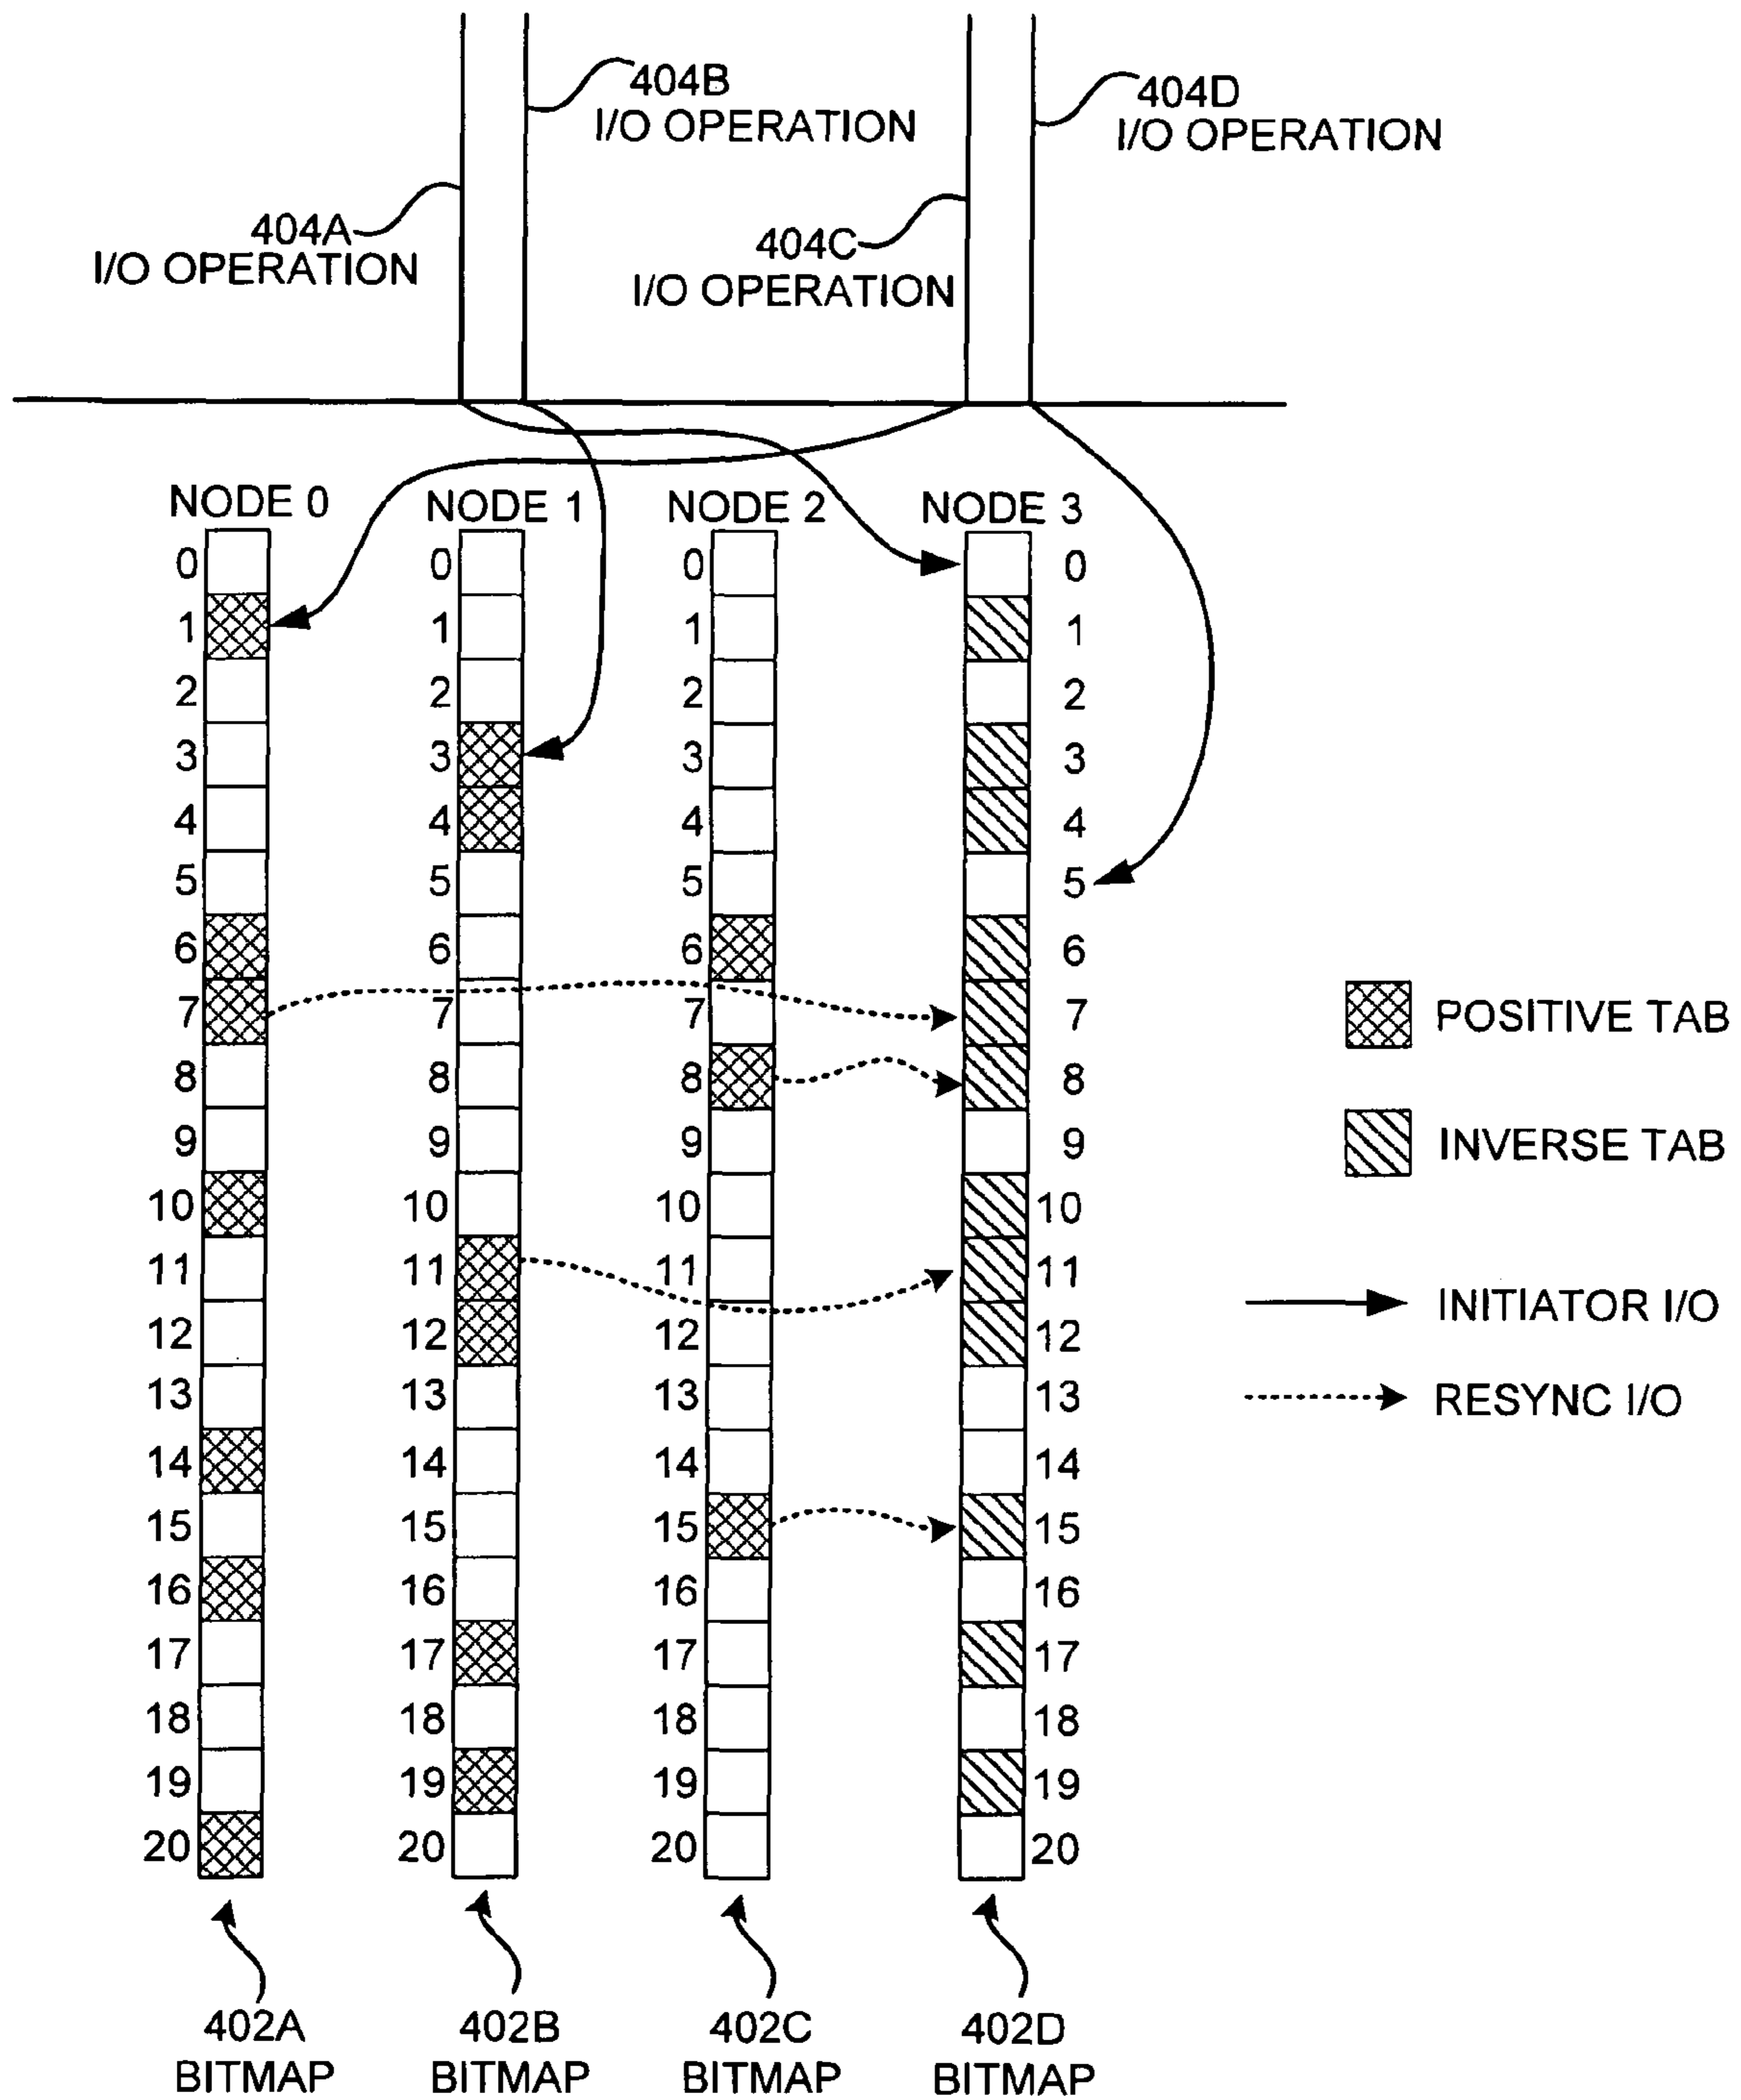 404B
I/O OPERATION
404D
I/O OPERATION
404A
I/O OPERATION
404C
I/O OPERATION
NODE 0 NODE 1 NODE 2 NODE 3
0 0 0 0
1 1 1 1
2 2 2 2
3 3 3 3
4 4 4 4
5 5 5 5
6 6 6 6
7 7 7 7
8 8 8 8
9 9 9 9
10 10 10 10
11 11 11 11
12 12 12 12
13 13 13 13
14 14 14 14
15 15 15 15
16 16 16 16
17 17 17 17
18 18 18 18
19 19 19 19
20 20 20 20
POSITIVE TAB
INVERSE TAB
INITIATOR I/O
RESYNC I/O
402A
BITMAP
402B
BITMAP
402C
BITMAP
402D
BITMAP